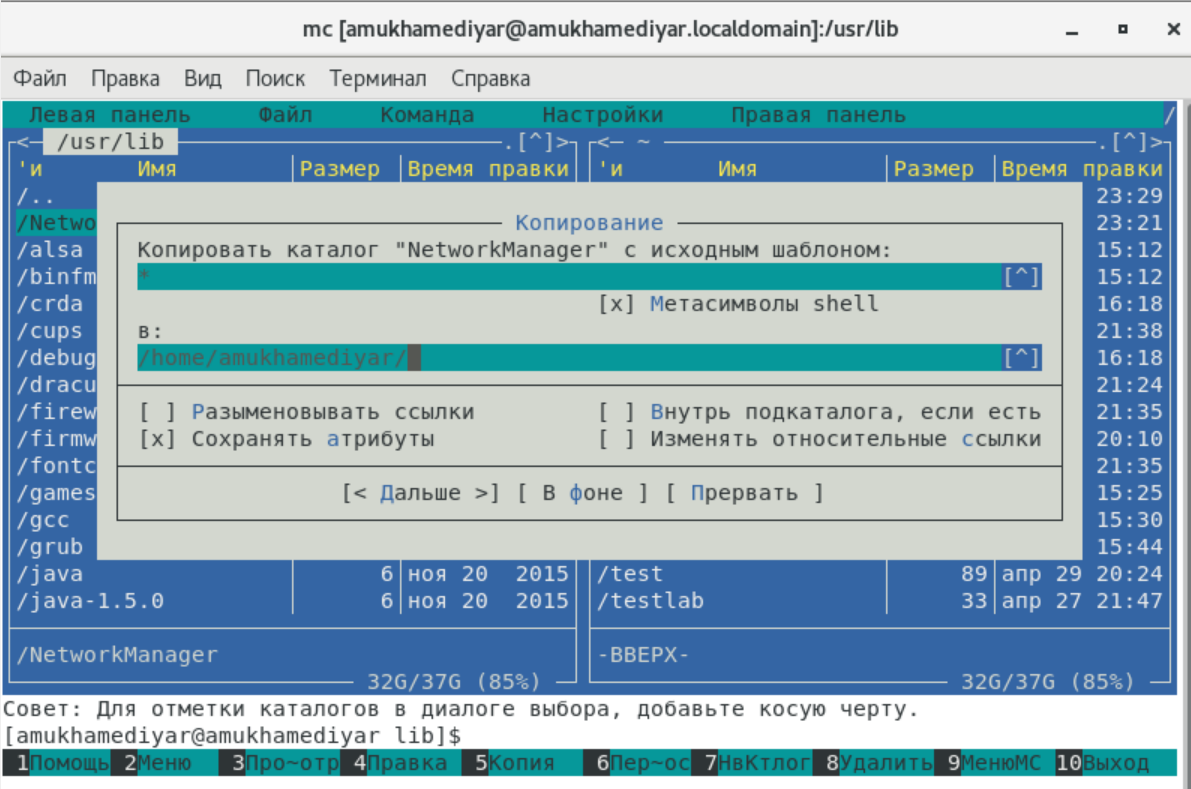 mc [amukhamediyar@amukhamediyar.localdomain]:/usr/lib
Файл Правка Вид Поиск Терминал Справка
Левая панель Файл Команда Настройки Правая панель /
<─ /usr/lib .[^]> <─ ~ .[^]>
'и Имя Размер Время правки 'и Имя Размер Время правки
/.. 23:29
/Netwo Копирование 23:21
/alsa Копировать каталог "NetworkManager" с исходным шаблоном: 15:12
/binfm * [^] 15:12
/crda [x] Метасимволы shell 16:18
/cups в: 21:38
/debug /home/amukhamediyar/ [^] 16:18
/dracu 21:24
/firew [ ] Разыменовывать ссылки [ ] Внутрь подкаталога, если есть 21:35
/firmw [x] Сохранять атрибуты [ ] Изменять относительные ссылки 20:10
/fontc 21:35
/games [< Дальше >] [ В фоне ] [ Прервать ] 15:25
/gcc 15:30
/grub 15:44
/java 6 ноя 20 2015 /test 89 апр 29 20:24
/java-1.5.0 6 ноя 20 2015 /testlab 33 апр 27 21:47
/NetworkManager -ВВЕРХ-
32G/37G (85%) 32G/37G (85%)
Совет: Для отметки каталогов в диалоге выбора, добавьте косую черту.
[amukhamediyar@amukhamediyar lib]$
1Помощь 2Меню 3Про~отр 4Правка 5Копия 6Пер~ос 7НвКтлог 8Удалить 9МенюMC 10Выход